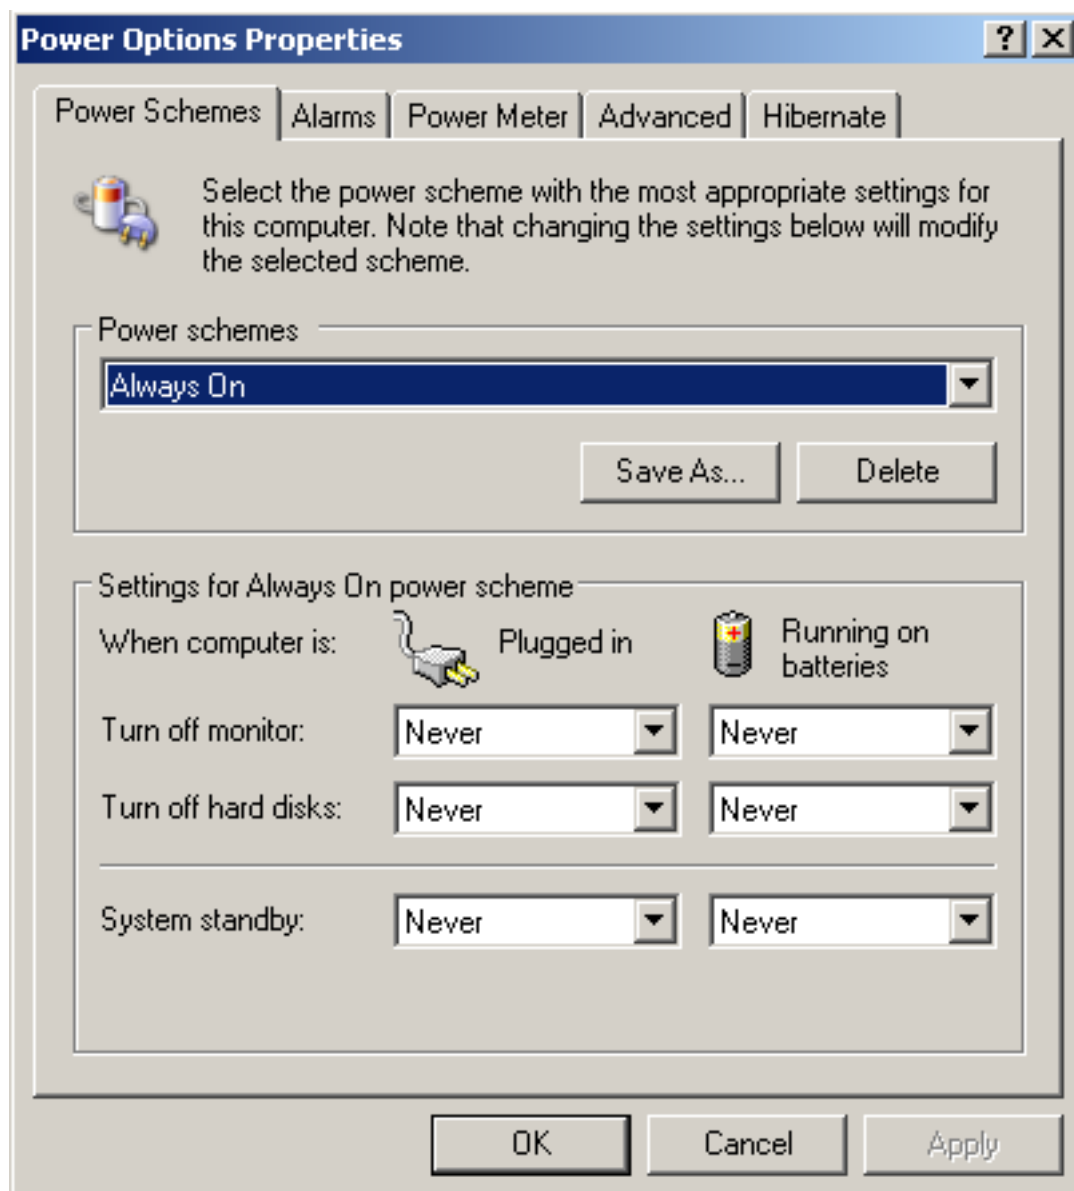 Power Options Properties
Power Schemes Alarms Power Meter Advanced Hibernate
Select the power scheme with the most appropriate settings for
this computer. Note that changing the settings below will modify
the selected scheme.
Power schemes
Always On
Save As... Delete
Settings for Always On power scheme
When computer is: Plugged in Running on
batteries
Turn off monitor: Never Never
Turn off hard disks: Never Never
System standby: Never Never
OK Cancel Apply